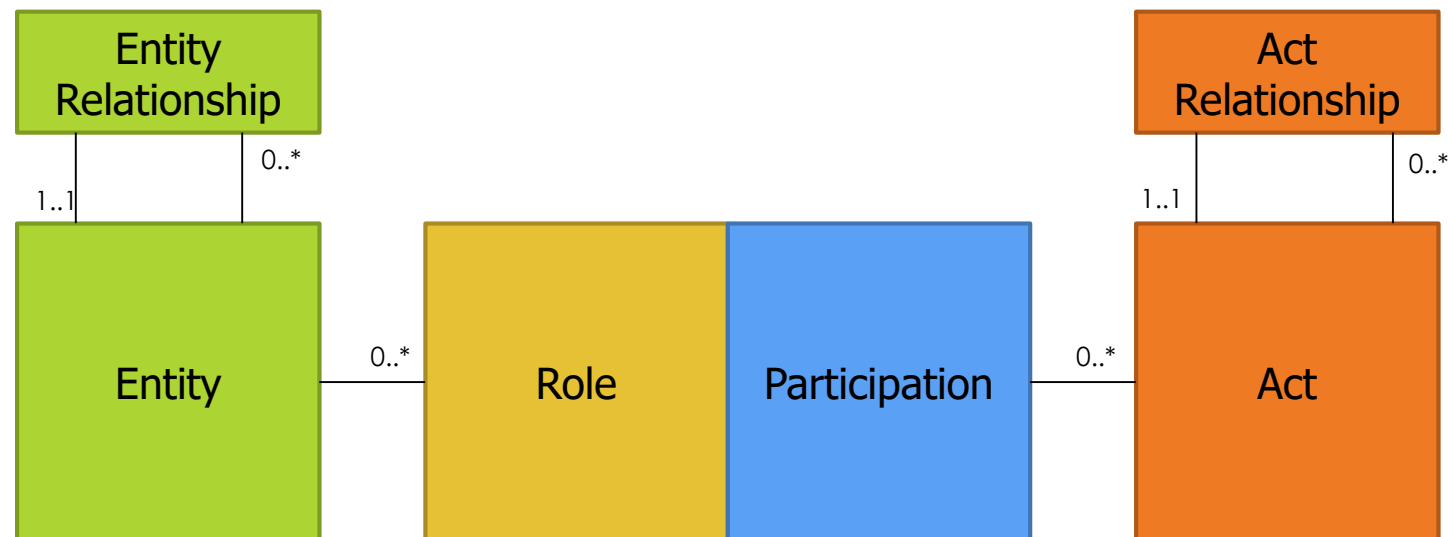 Entity
Relationship
Act
Relationship
0..*
1..1
0..*
1..1
Entity
0..*
Role
Participation
0..*
Act